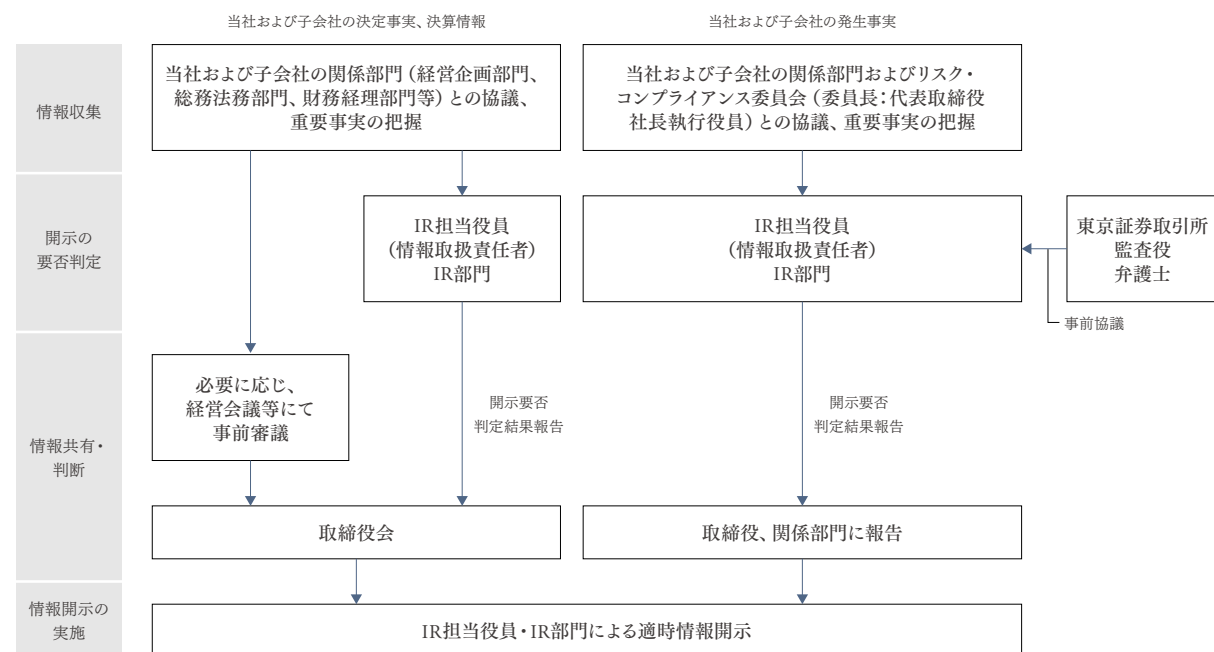 当社および子会社の決定事実、決算情報
当社および子会社の発生事実
情報収集
当社および子会社の関係部門（経営企画部門、
総務法務部門、財務経理部門等）との協議、
重要事実の把握
当社および子会社の関係部門およびリスク・
コンプライアンス委員会（委員長：代表取締役
社長執行役員）との協議、重要事実の把握
開示の
要否判定
IR担当役員
（情報取扱責任者）
IR部門
IR担当役員
（情報取扱責任者）
IR部門
東京証券取引所
監査役
弁護士
事前協議
情報共有・
判断
必要に応じ、
経営会議等にて
事前審議
開示要否
判定結果報告
開示要否
判定結果報告
取締役会
取締役、関係部門に報告
情報開示の
実施
IR担当役員・IR部門による適時情報開示